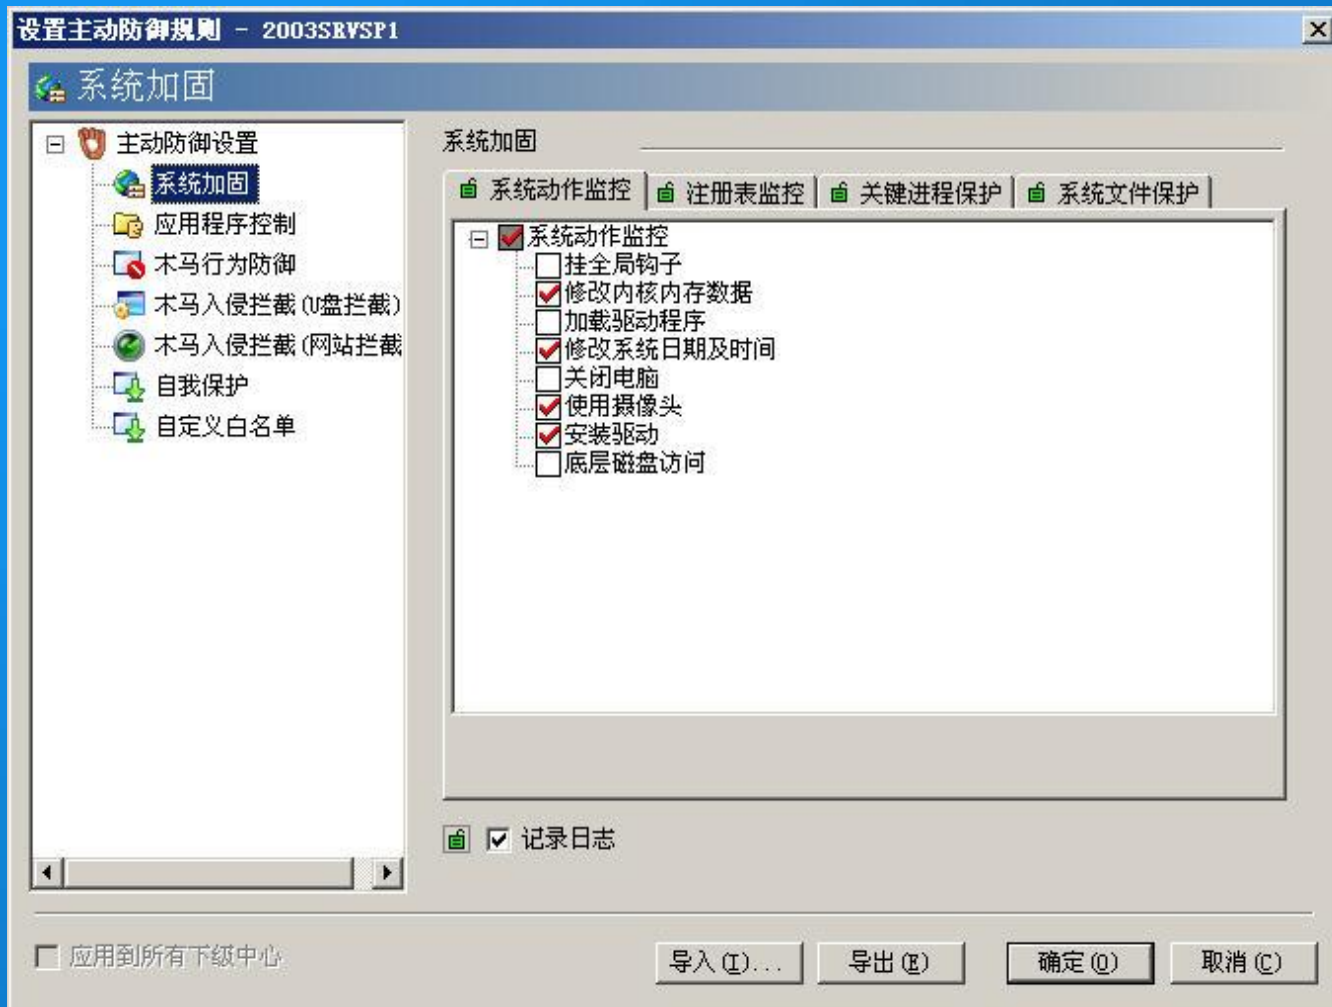 设置主动防御规则 - 2003SRVSP1
系统加固
主动防御设置
系统加固
应用程序控制
木马行为防御
木马入侵拦截(U盘拦截)
木马入侵拦截(网站拦截
自我保护
自定义白名单
系统加固
系统动作监控 注册表监控 关键进程保护 系统文件保护
系统动作监控
挂全局钩子
修改内核内存数据
加载驱动程序
修改系统日期及时间
关闭电脑
使用摄像头
安装驱动
底层磁盘访问
记录日志
应用到所有下级中心
导入(I)... 导出(E) 确定(O) 取消(C)